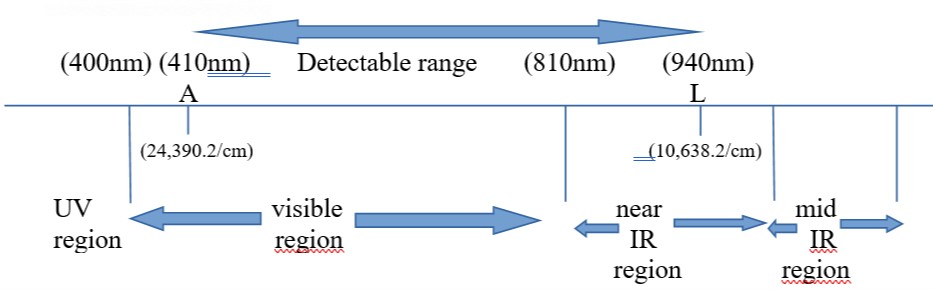 (400nm) (410nm) Detectable range (810nm) (940nm)
A L
(24,390.2/cm) (10,638.2/cm)
UV visible near mid
region region IR IR
region region